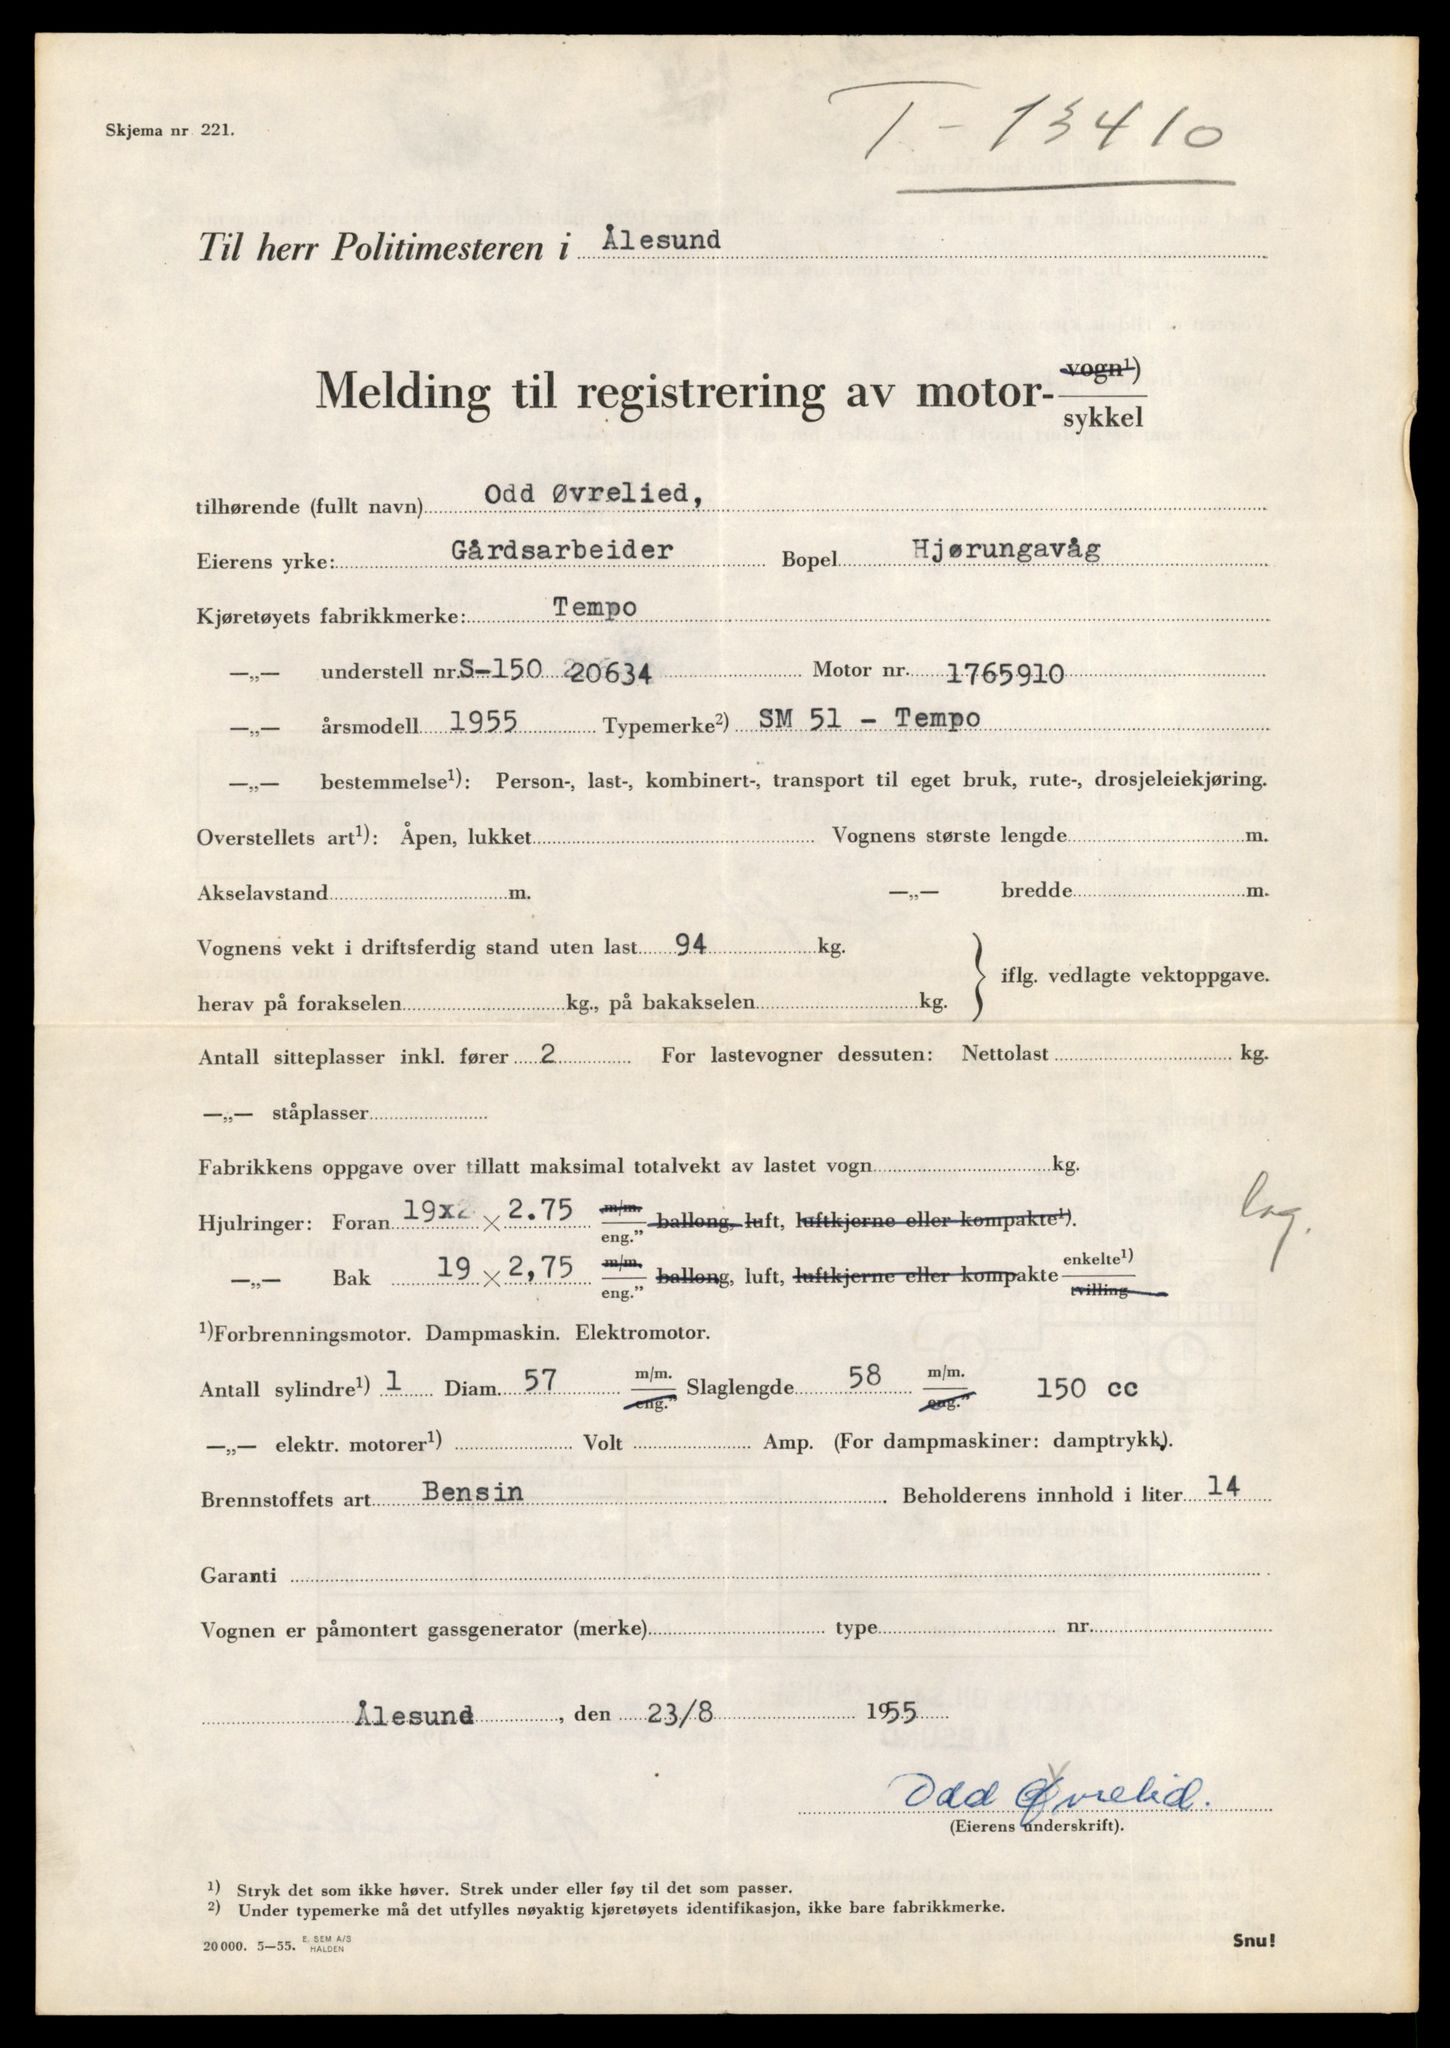 T - 13410
Skjema nr 221.
Til herr Politimesteren i Ålesund
Melding til registrering av motor- vogn¹) sykkel
tilhørende (fullt navn) Odd Øvrelied,
Eierens yrke: Gårdsarbeider Bopel Hjørungavåg
Kjøretøyets fabrikkmerke: Tempo
—„— understell nr. S-150 20634 Motor nr. 1765910
—„— årsmodell 1955 Typemerke²) SM 51 - Tempo
—„— bestemmelse¹): Person-, last-, kombinert-, transport til eget bruk, rute-, drosjeleiekjøring.
Overstellets art¹): Åpen, lukket Vognens største lengde m.
Akselavstand m. —„— bredde m.
Vognens vekt i driftsferdig stand uten last 94 kg.
herav på forakselen kg., på bakakselen kg. } iflg. vedlagte vektoppgave.
Antall sitteplasser inkl. fører 2 For lastevogner dessuten: Nettolast kg.
—„— ståplasser
Fabrikkens oppgave over tillatt maksimal totalvekt av lastet vogn kg.
Hjulringer: Foran 19x2 × 2.75 m/m. eng." ballong, luft, luftkjerne eller kompakte¹).
—„— Bak 19 × 2,75 m/m. eng." ballong, luft, luftkjerne eller kompakte enkelte¹) tvilling
¹)Forbrenningsmotor. Dampmaskin. Elektromotor.
Antall sylindre¹) 1 Diam. 57 m/m. eng." Slaglengde 58 m/m. eng." 150 cc
—„— elektr. motorer¹) Volt Amp. (For dampmaskiner: damptrykk).
Brennstoffets art Bensin Beholderens innhold i liter 14
Garanti
Vognen er påmontert gassgenerator (merke) type nr.
Ålesund, den 23/8 1955
Odd Øvrelid.
(Eierens underskrift).
¹) Stryk det som ikke høver. Strek under eller føy til det som passer.
²) Under typemerke må det utfylles nøyaktig kjøretøyets identifikasjon, ikke bare fabrikkmerke.
20 000. 5—55. E. SEM A/S HALDEN
Snu!